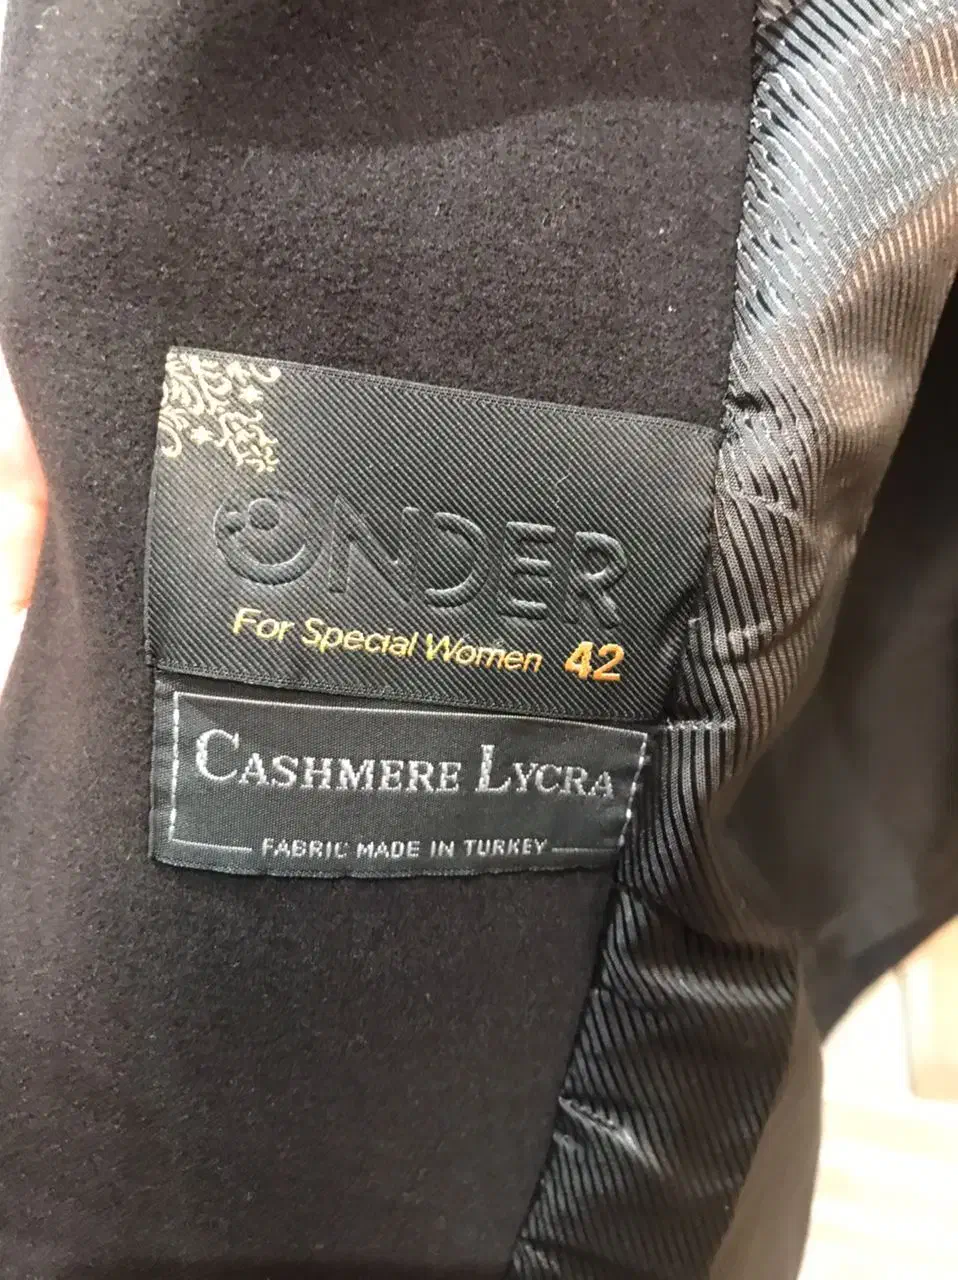 ÖNDER
For Special Women 42
CASHMERE LYCRA
FABRIC MADE IN TURKEY